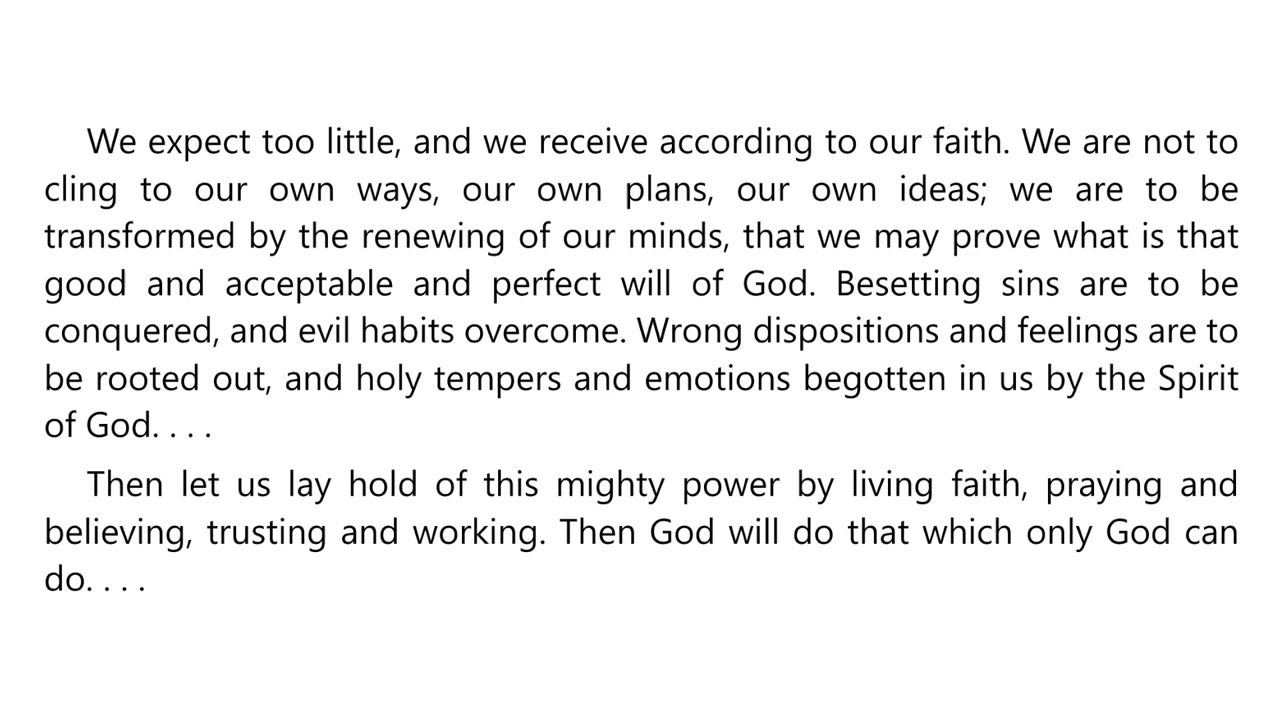 We expect too little, and we receive according to our faith. We are not to
cling to our own ways, our own plans, our own ideas; we are to be
transformed by the renewing of our minds, that we may prove what is that
good and acceptable and perfect will of God. Besetting sins are to be
conquered, and evil habits overcome. Wrong dispositions and feelings are to
be rooted out, and holy tempers and emotions begotten in us by the Spirit
of God. . . .
Then let us lay hold of this mighty power by living faith, praying and
believing, trusting and working. Then God will do that which only God can
do. . . .